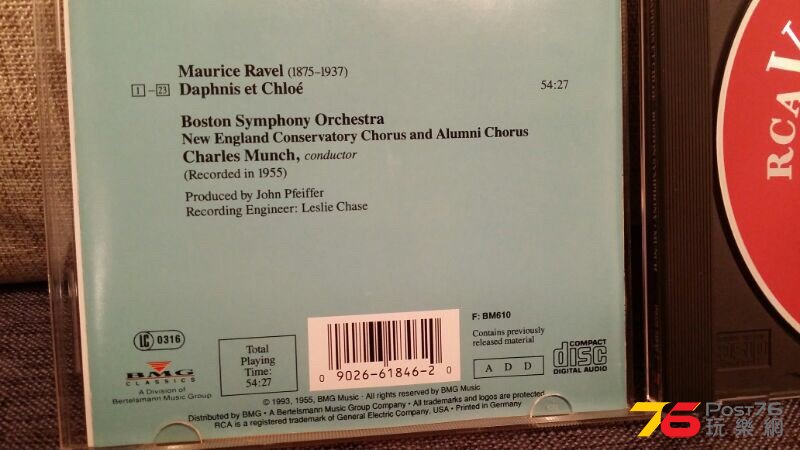 Maurice Ravel (1875–1937)
1 – 23 Daphnis et Chloé 54:27
Boston Symphony Orchestra
New England Conservatory Chorus and Alumni Chorus
Charles Munch, conductor
(Recorded in 1955)
Produced by John Pfeiffer
Recording Engineer: Leslie Chase
LC 0316
BMG
CLASSICS
A Division of
Bertelsmann Music Group
Total
Playing
Time:
54:27
0 9026-61846-2 0
F: BM610
Contains previously
released material
A D D
COMPACT
disc
DIGITAL AUDIO
© 1993, 1955, BMG Music · All rights reserved by BMG Music
Distributed by BMG • A Bertelsmann Music Group Company • All trademarks and logos are protected
RCA is a registered trademark of General Electric Company, USA • Printed in Germany
RCA
76 Post76
玩樂網